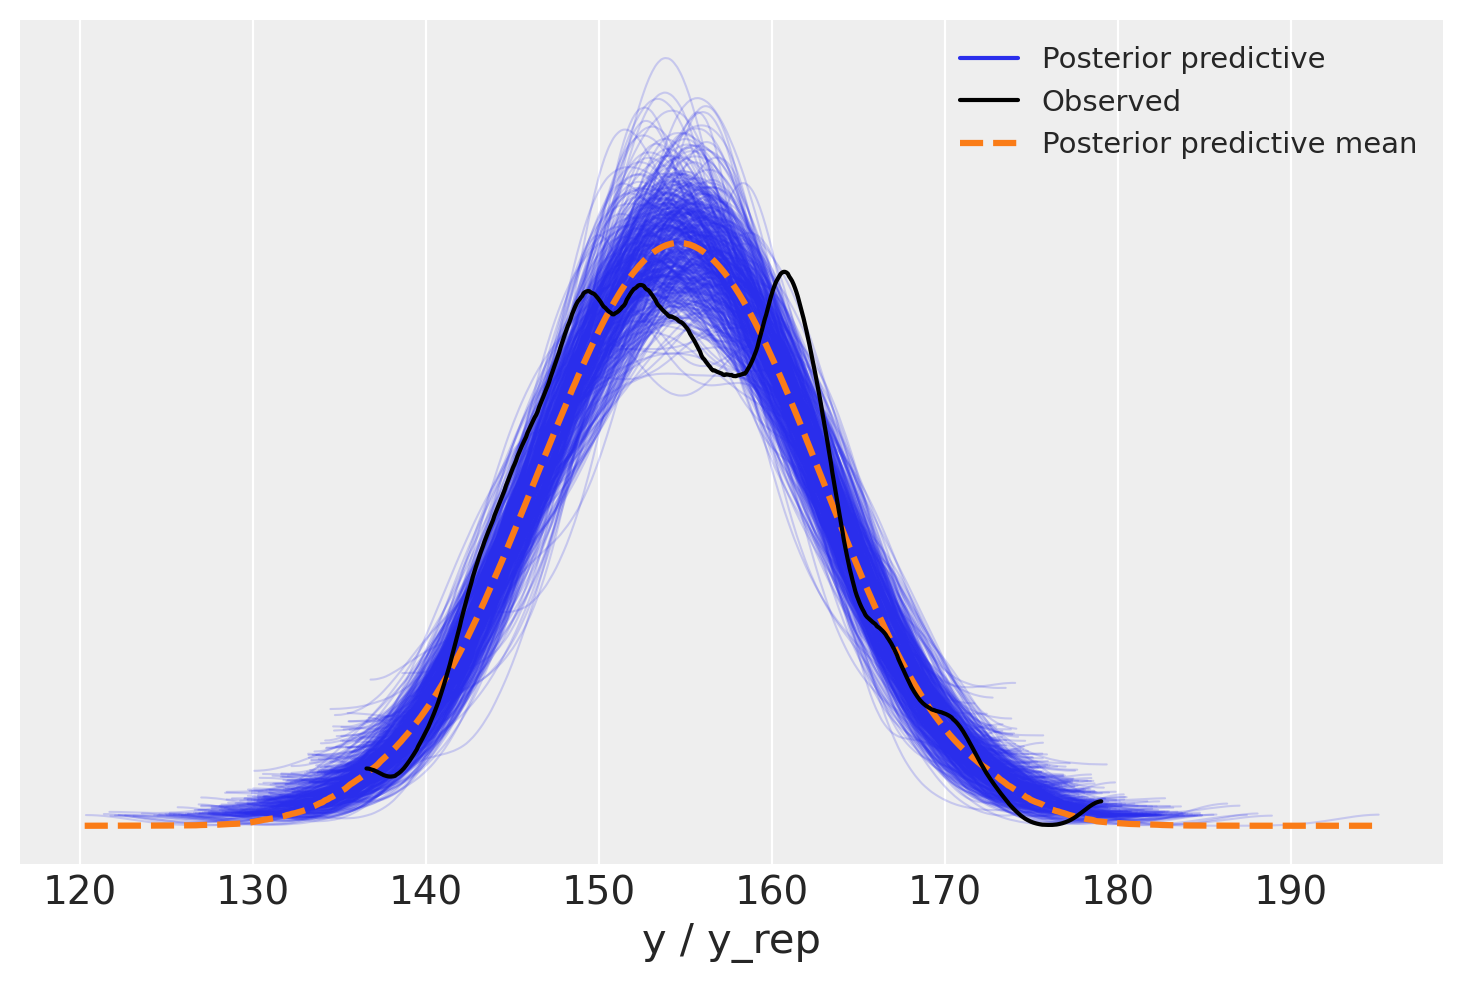 Posterior predictive
Observed
Posterior predictive mean
120 130 140 150 160 170 180 190
y / y_rep